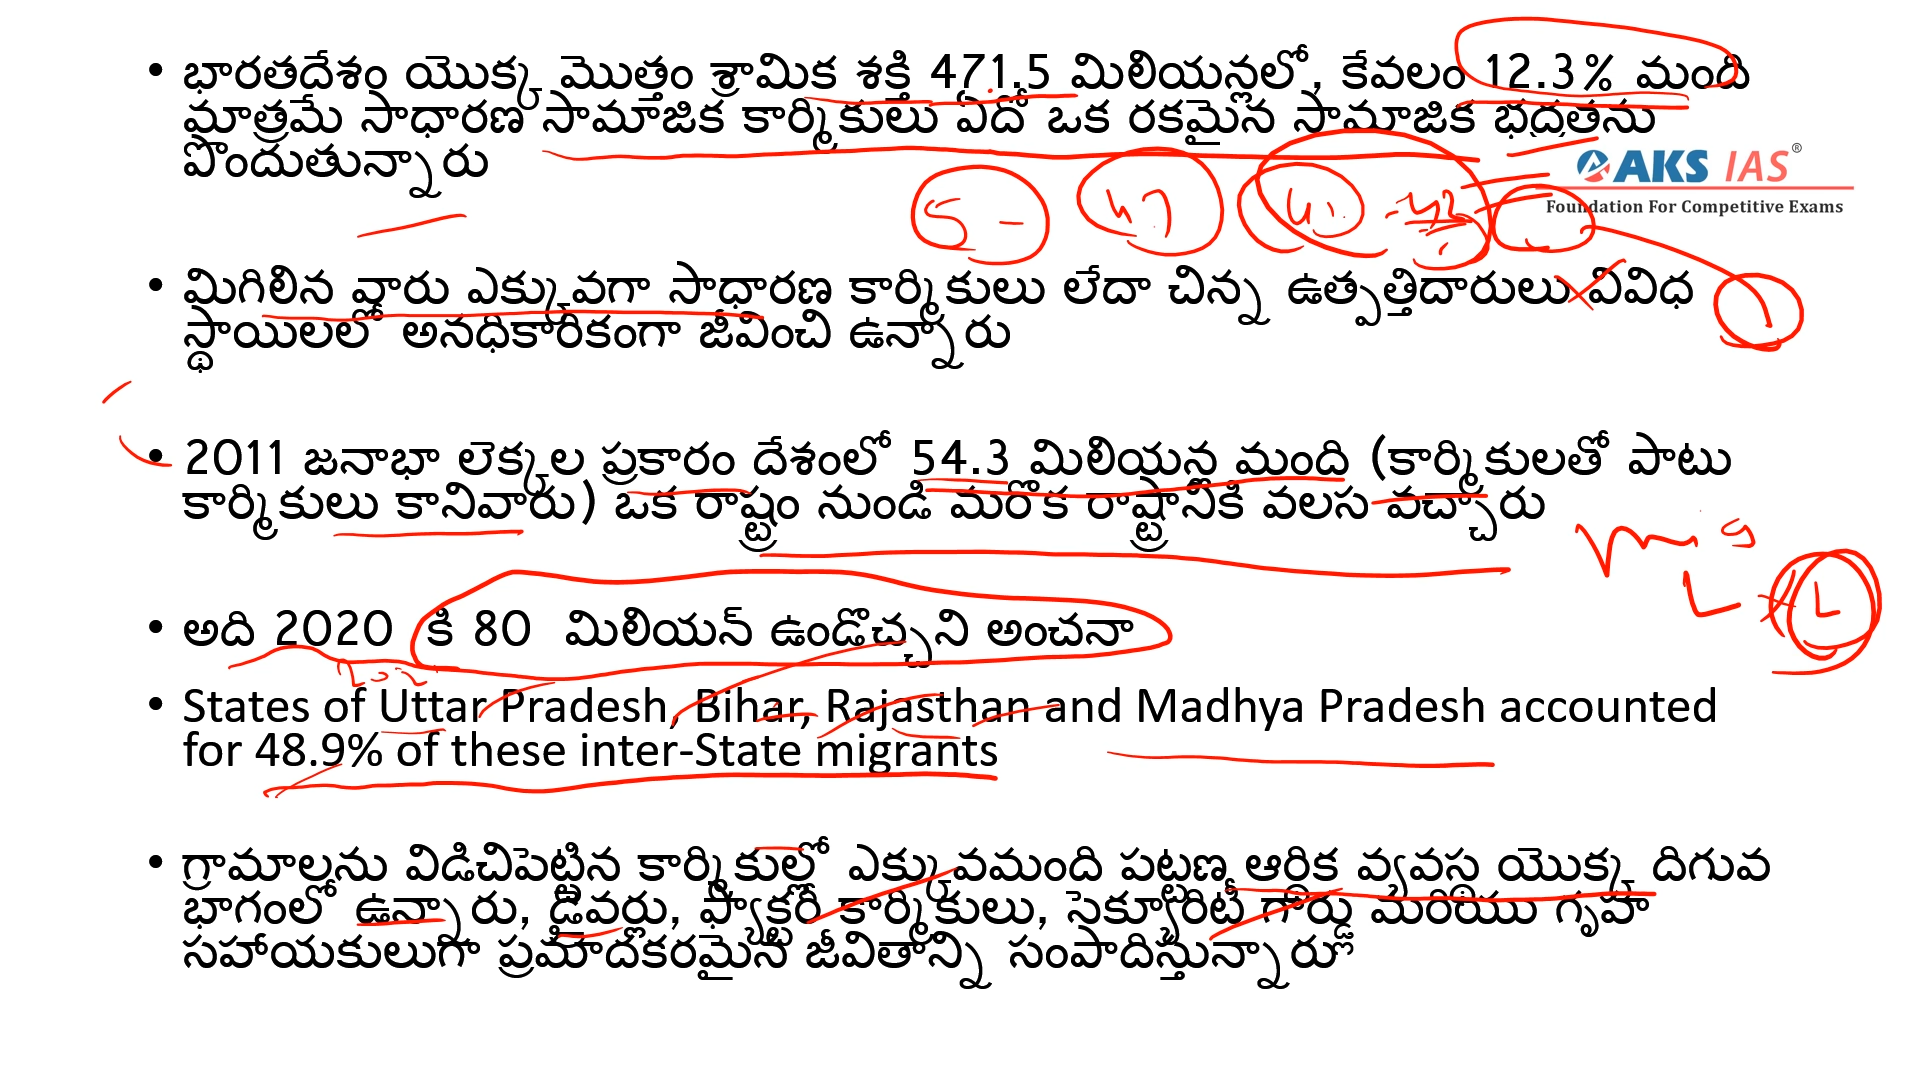 • భారతదేశం యొక్క మొత్తం శ్రామిక శక్తి 471.5 మిలియన్లలో, కేవలం 12.3% మంది
మాత్రమే సాధారణ సామాజిక కార్మికులు ఏదో ఒక రకమైన సామాజిక భద్రతను
పొందుతున్నారు
AKS IAS®
Foundation For Competitive Exams
5 -
47
41
• మిగిలిన వారు ఎక్కువగా సాధారణ కార్మికులు లేదా చిన్న ఉత్పత్తిదారులు వివిధ
స్థాయిలలో అనధికారికంగా జీవించి ఉన్నారు
• 2011 జనాభా లెక్కల ప్రకారం దేశంలో 54.3 మిలియన్ల మంది (కార్మికులతో పాటు
కార్మికులు కానివారు) ఒక రాష్ట్రం నుండి మరొక రాష్ట్రానికి వలస వచ్చారు
mig
L
L
• అది 2020 కి 80 మిలియన్ ఉండొచ్చని అంచనా
• States of Uttar Pradesh, Bihar, Rajasthan and Madhya Pradesh accounted
for 48.9% of these inter-State migrants
• గ్రామాలను విడిచిపెట్టిన కార్మికుల్లో ఎక్కువమంది పట్టణ ఆర్థిక వ్యవస్థ యొక్క దిగువ
భాగంలో ఉన్నారు, డ్రైవర్లు, ఫ్యాక్టరీ కార్మికులు, సెక్యూరిటీ గార్డ్లు మరియు గృహ
సహాయకులుగా ప్రమాదకరమైన జీవితాన్ని సంపాదిస్తున్నారు